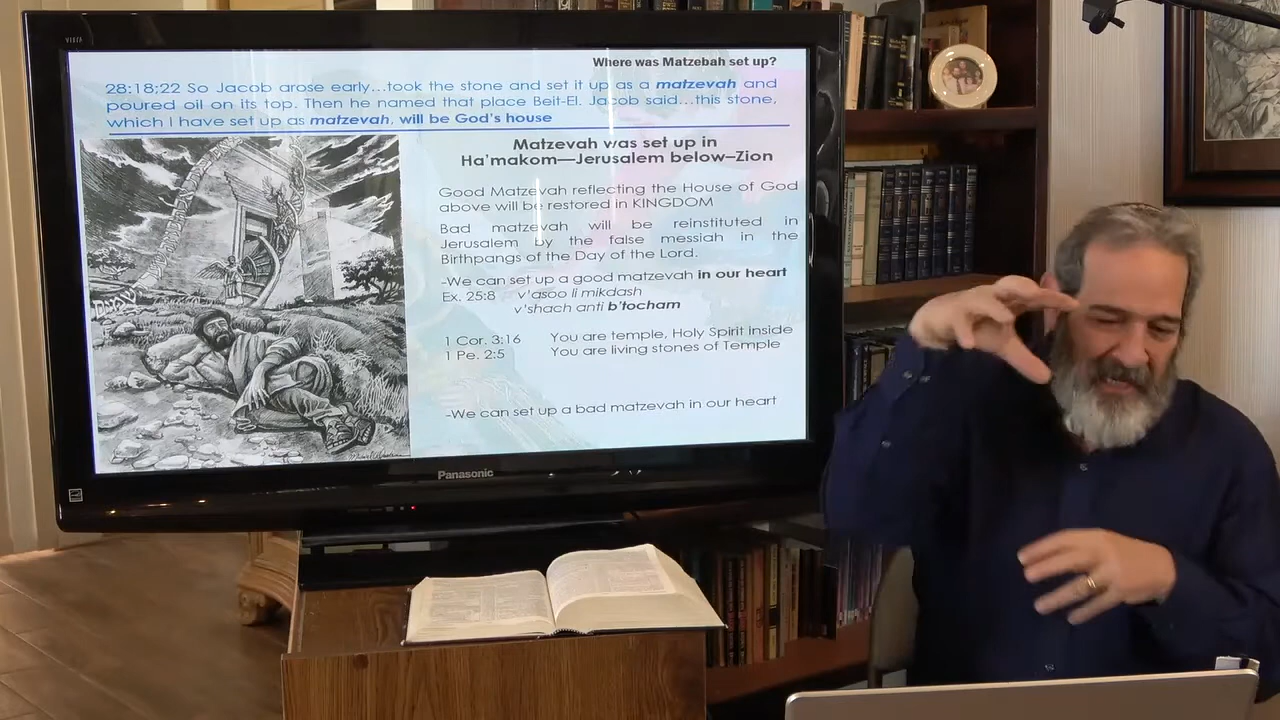 VIERA
Where was Matzebah set up?
28:18;22 So Jacob arose early…took the stone and set it up as a matzevah and
poured oil on its top. Then he named that place Beit-El. Jacob said…this stone,
which I have set up as matzevah, will be God's house
Matzevah was set up in
Ha'makom—Jerusalem below—Zion
Good Matzevah reflecting the House of God
above will be restored in KINGDOM
Bad matzevah will be reinstituted in
Jerusalem by the false messiah in the
Birthpangs of the Day of the Lord.
-We can set up a good matzevah in our heart
Ex. 25:8 v'asoo li mikdash
v'shach anti b'tocham
1 Cor. 3:16 You are temple, Holy Spirit inside
1 Pe. 2:5 You are living stones of Temple
-We can set up a bad matzevah in our heart
Panasonic